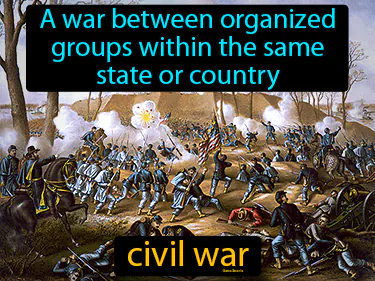 A war between organized
groups within the same
state or country
civil war